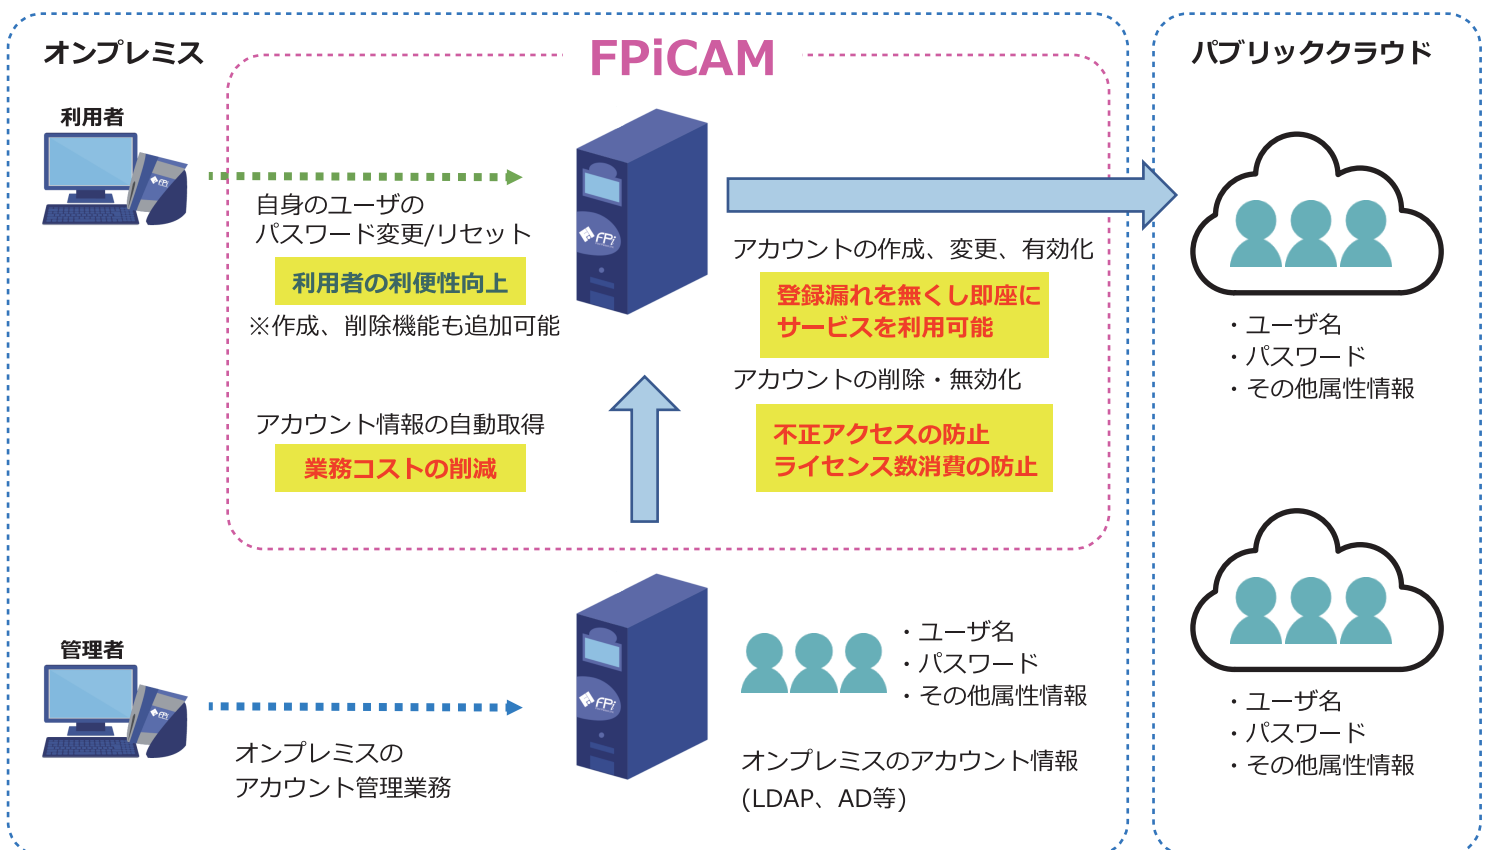 オンプレミス
FPiCAM
パブリッククラウド
利用者
FPi
自身のユーザの
パスワード変更/リセット
利用者の利便性向上
※作成、削除機能も追加可能
FPi
アカウントの作成、変更、有効化
登録漏れを無くし即座に
サービスを利用可能
アカウントの削除・無効化
不正アクセスの防止
ライセンス数消費の防止
アカウント情報の自動取得
業務コストの削減
・ユーザ名
・パスワード
・その他属性情報
管理者
FPi
オンプレミスの
アカウント管理業務
FPi
・ユーザ名
・パスワード
・その他属性情報
オンプレミスのアカウント情報
(LDAP、AD等)
・ユーザ名
・パスワード
・その他属性情報